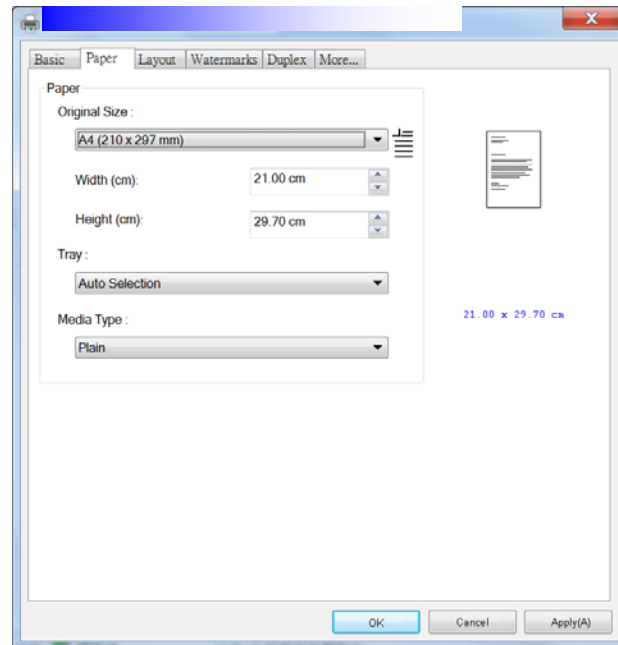 Basic Paper Layout Watermarks Duplex More...
Paper
Original Size :
A4 (210 x 297 mm)
Width (cm): 21.00 cm
Height (cm): 29.70 cm
Tray :
Auto Selection
21.00 x 29.70 cm
Media Type :
Plain
OK Cancel Apply(A)